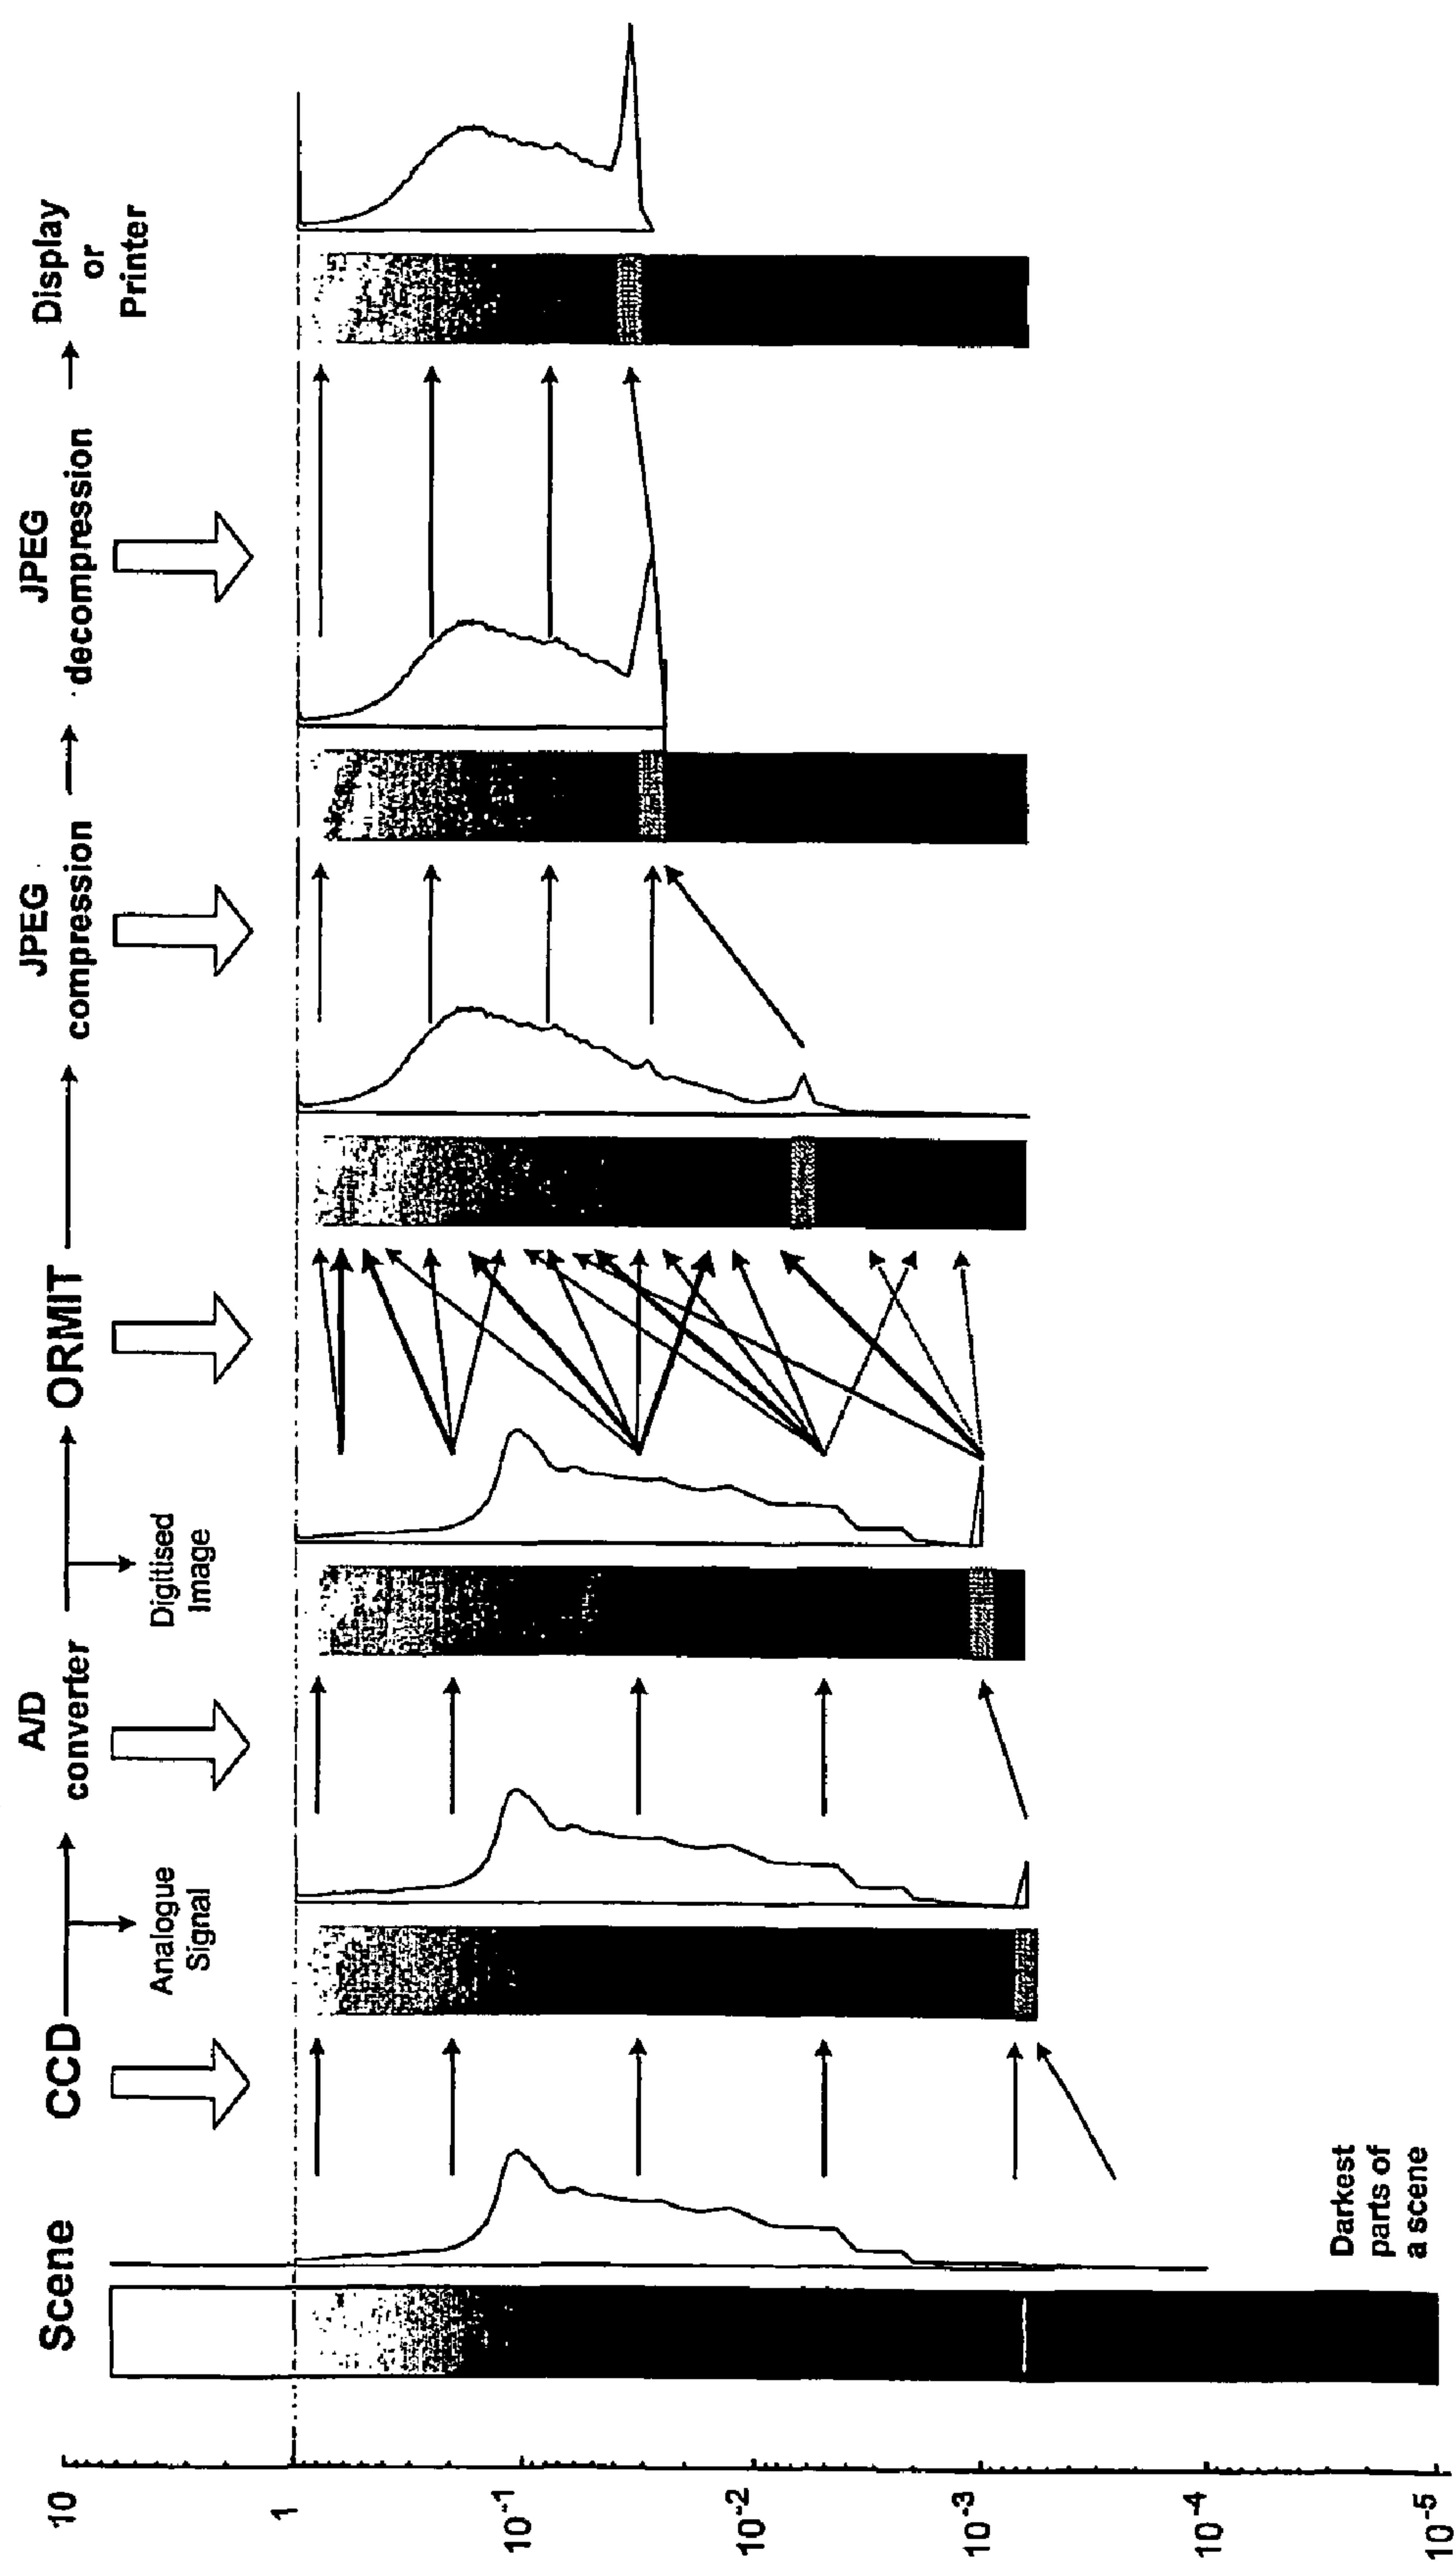 Scene
CCD
Analogue
Signal
A/D
converter
Digitised
Image
ORMIT
JPEG
compression
JPEG
decompression
Display
or
Printer
10
1
10⁻¹
10⁻²
10⁻³
10⁻⁴
10⁻⁵
Darkest
parts of
a scene